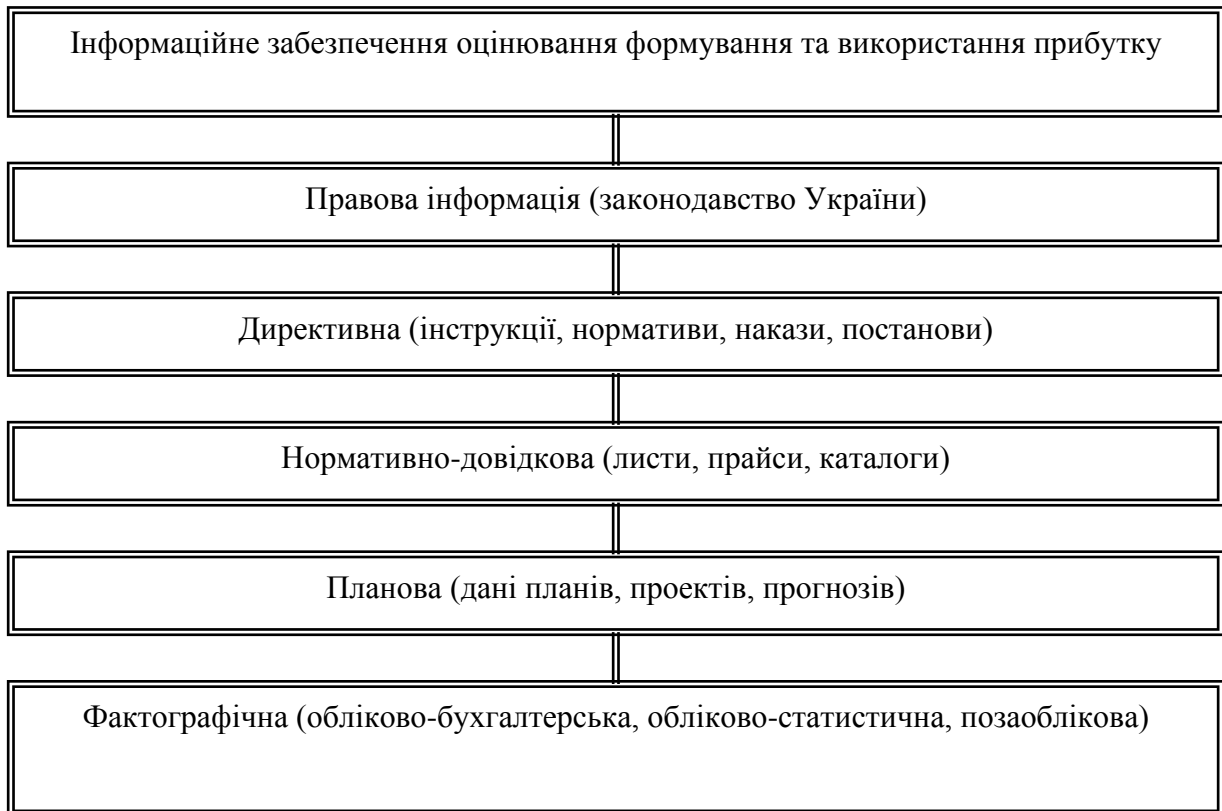 Інформаційне забезпечення оцінювання формування та використання прибутку
Правова інформація (законодавство України)
Директивна (інструкції, нормативи, накази, постанови)
Нормативно-довідкова (листи, прайси, каталоги)
Планова (дані планів, проектів, прогнозів)
Фактографічна (обліково-бухгалтерська, обліково-статистична, позаоблікова)